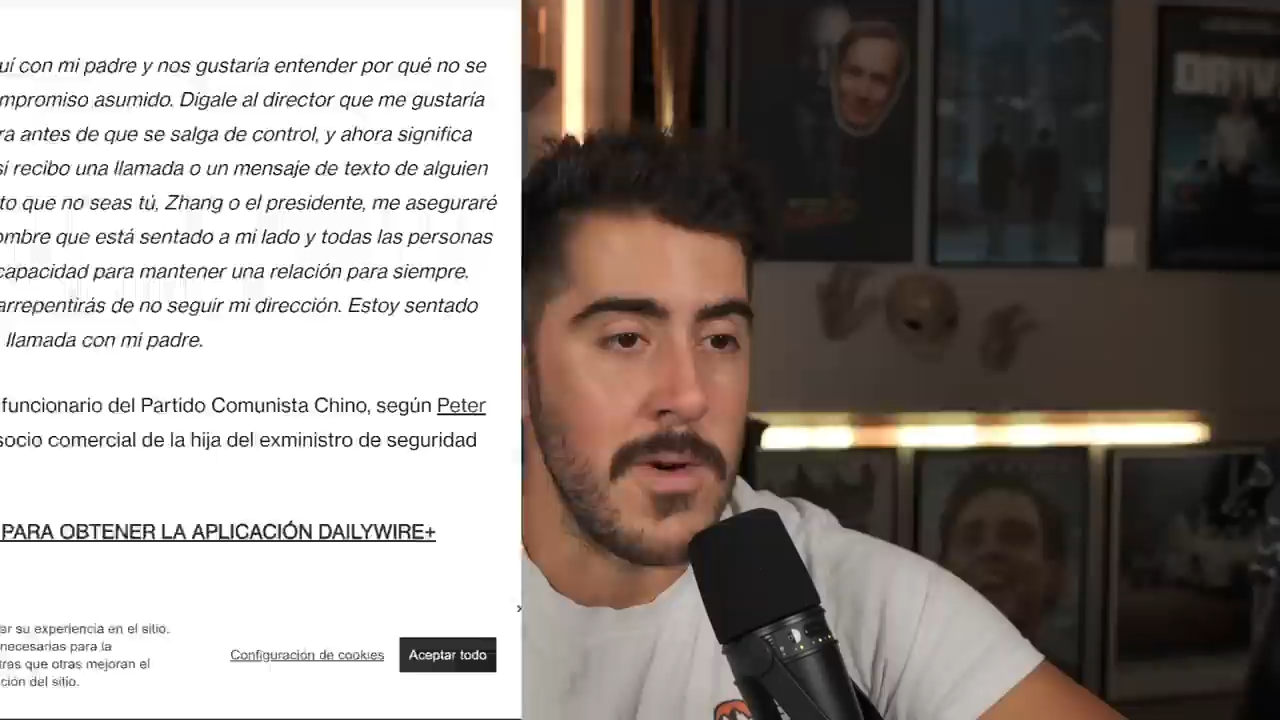 uí con mi padre y nos gustaría entender por qué no se
mpromiso asumido. Dígale al director que me gustaría
ra antes de que se salga de control, y ahora significa
si recibo una llamada o un mensaje de texto de alguien
to que no seas tú, Zhang o el presidente, me aseguraré
ombre que está sentado a mi lado y todas las personas
capacidad para mantener una relación para siempre.
arrepentirás de no seguir mi dirección. Estoy sentado
llamada con mi padre.
funcionario del Partido Comunista Chino, según Peter
socio comercial de la hija del exministro de seguridad
PARA OBTENER LA APLICACIÓN DAILYWIRE+
ar su experiencia en el sitio.
necesarias para la
tras que otras mejoran el
ción del sitio.
Configuración de cookies
Aceptar todo
DRIV